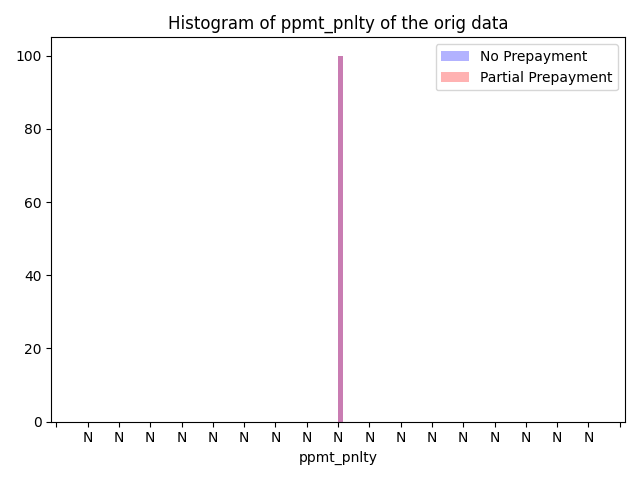 Histogram of ppmt_pnlty of the orig data
No Prepayment
Partial Prepayment
100
80
60
40
20
0
N N N N N N N N N N N N N N N N N
ppmt_pnlty